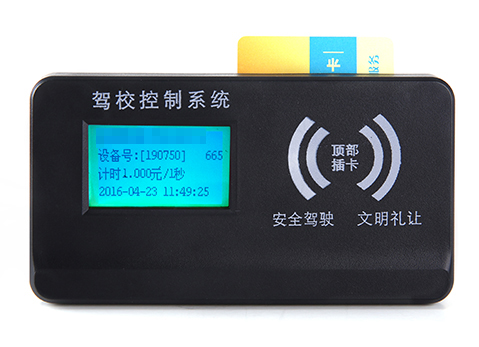 驾校控制系统
设备号:[190750] 665
计时1.000元/1秒
2016-04-23 11:49:25
顶部
插卡
安全驾驶 文明礼让
服务